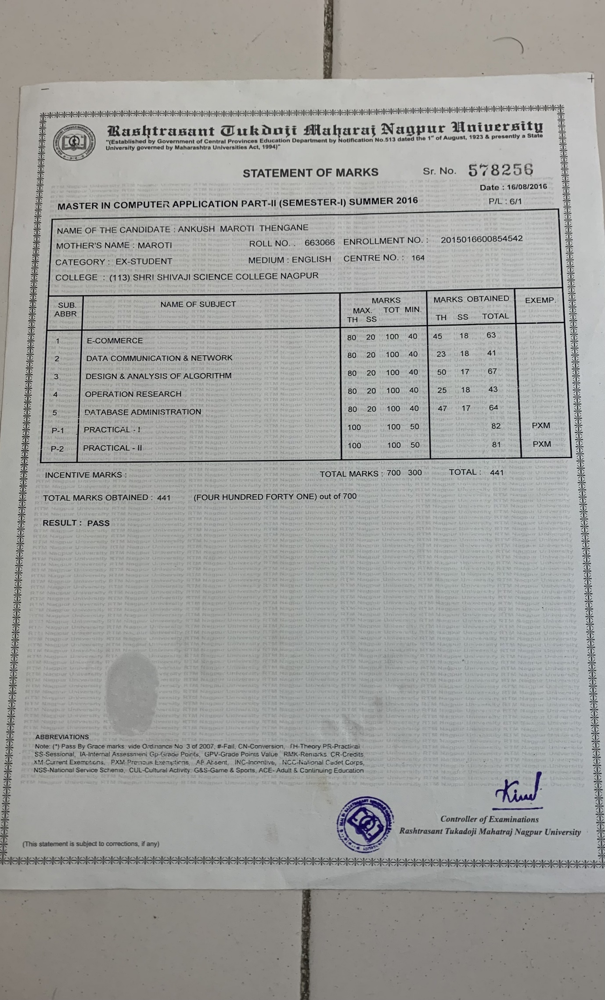 Rashtrasant Tukdoji Maharaj Nagpur University
"(Established by Government of Central Provinces Education Department by Notification No.513 dated the 1st of August, 1923 & presently a State
University governed by Maharashtra Universities Act, 1994)"
STATEMENT OF MARKS Sr. No. 578256
Date : 16/08/2016
MASTER IN COMPUTER APPLICATION PART-II (SEMESTER-I) SUMMER 2016 P/L : 6/1
NAME OF THE CANDIDATE : ANKUSH MAROTI THENGANE
MOTHER'S NAME : MAROTI ROLL NO. : 663066 ENROLLMENT NO. : 2015016600854542
CATEGORY : EX-STUDENT MEDIUM : ENGLISH CENTRE NO. : 164
COLLEGE : (113) SHRI SHIVAJI SCIENCE COLLEGE NAGPUR
SUB. NAME OF SUBJECT MARKS MARKS OBTAINED EXEMP.
ABBR MAX. TOT MIN.
TH SS TH SS TOTAL
1 E-COMMERCE 80 20 100 40 45 18 63
2 DATA COMMUNICATION & NETWORK 80 20 100 40 23 18 41
3 DESIGN & ANALYSIS OF ALGORITHM 80 20 100 40 50 17 67
4 OPERATION RESEARCH 80 20 100 40 25 18 43
5 DATABASE ADMINISTRATION 80 20 100 40 47 17 64
P-1 PRACTICAL - I 100 100 50 82 PXM
P-2 PRACTICAL - II 100 100 50 81 PXM
INCENTIVE MARKS : TOTAL MARKS : 700 300 TOTAL : 441
TOTAL MARKS OBTAINED : 441 (FOUR HUNDRED FORTY ONE) out of 700
RESULT : PASS
ABBREVIATIONS
Note: (*) Pass By Grace marks vide Ordinance No 3 of 2007, #-Fail, CN-Conversion, TH-Theory PR-Practical
SS-Sessional, IA-Internal Assessment Gp-Grade Points, GPV-Grade Points Value RMK-Remarks, CR-Credits,
XM-Current Exemptions, PXM-Previous Exemptions, AE Absent, INC-Incentive, NCC-National Cadet Corps,
NSS-National Service Scheme, CUL-Cultural Activity, G&S-Game & Sports, ACE- Adult & Continuing Education
Controller of Examinations
Rashtrasant Tukadoji Mahatraj Nagpur University
(This statement is subject to corrections, if any)